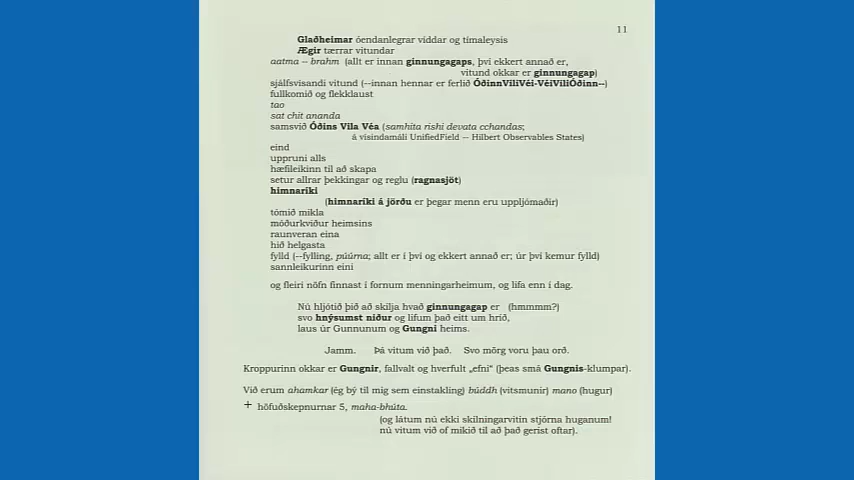 11
Glaðheimar óendanlegrar víddar og tímaleysis
Ægir tærrar vitundar
aatma -- brahm (allt er innan ginnungagaps, því ekkert annað er,
vitund okkar er ginnungagap)
sjálfsvísandi vitund (--innan hennar er ferlið ÓðinnViliVéi-VéiViliÓðinn--)
fullkomið og flekklaust
tao
sat chit ananda
samsvið Óðins Vila Véa (samhita rishi devata cchandas;
á vísindamáli UnifiedField -- Hilbert Observables States)
eind
uppruni alls
hæfileikinn til að skapa
setur allrar þekkingar og reglu (ragnasjöt)
himnaríki
(himnaríki á jörðu er þegar menn eru uppljómaðir)
tómið mikla
móðurkviður heimsins
raunveran eina
hið helgasta
fylld (--fylling, púúrna; allt er í því og ekkert annað er; úr því kemur fylld)
sannleikurinn eini
og fleiri nöfn finnast í fornum menningarheimum, og lifa enn í dag.
Nú hljótið þið að skilja hvað ginnungagap er (hmmmm?)
svo hnýsumst niður og lifum það eitt um hríð,
laus úr Gunnunum og Gungni heims.
Jamm. Þá vitum við það. Svo mörg voru þau orð.
Kroppurinn okkar er Gungnir, fallvalt og hverfult „efni“ (þeas smá Gungnis-klumpar).
Við erum ahamkar (ég bý til mig sem einstakling) búddh (vitsmunir) mano (hugur)
+ höfuðskepnurnar 5, maha-bhúta.
(og látum nú ekki skilningarvitin stjórna huganum!
nú vitum við of mikið til að það gerist oftar).